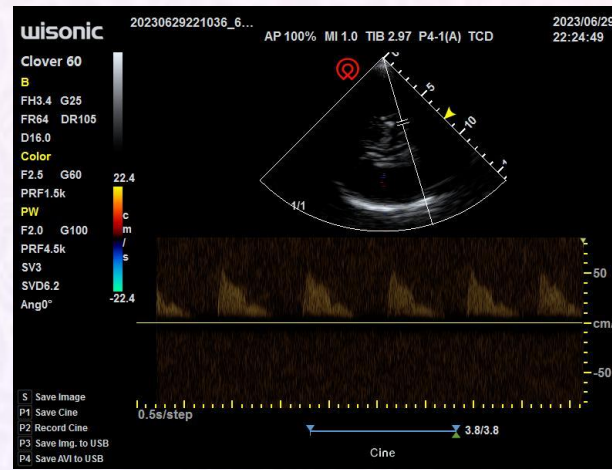 wisonic
20230629221036_6...
AP 100% MI 1.0 TIB 2.97 P4-1(A) TCD
2023/06/29
22:24:49
Clover 60
B
FH3.4 G25
FR64 DR105
D16.0
Color
F2.5 G60
PRF1.5k
PW
F2.0 G100
PRF4.5k
SV3
SVD6.2
Ang0°
22.4
c
m
/
s
-22.4
5
10
1/1
50
cm/
-50
0.5s/step
3.8/3.8
Cine
S Save Image
P1 Save Cine
P2 Record Cine
P3 Save Img. to USB
P4 Save AVI to USB